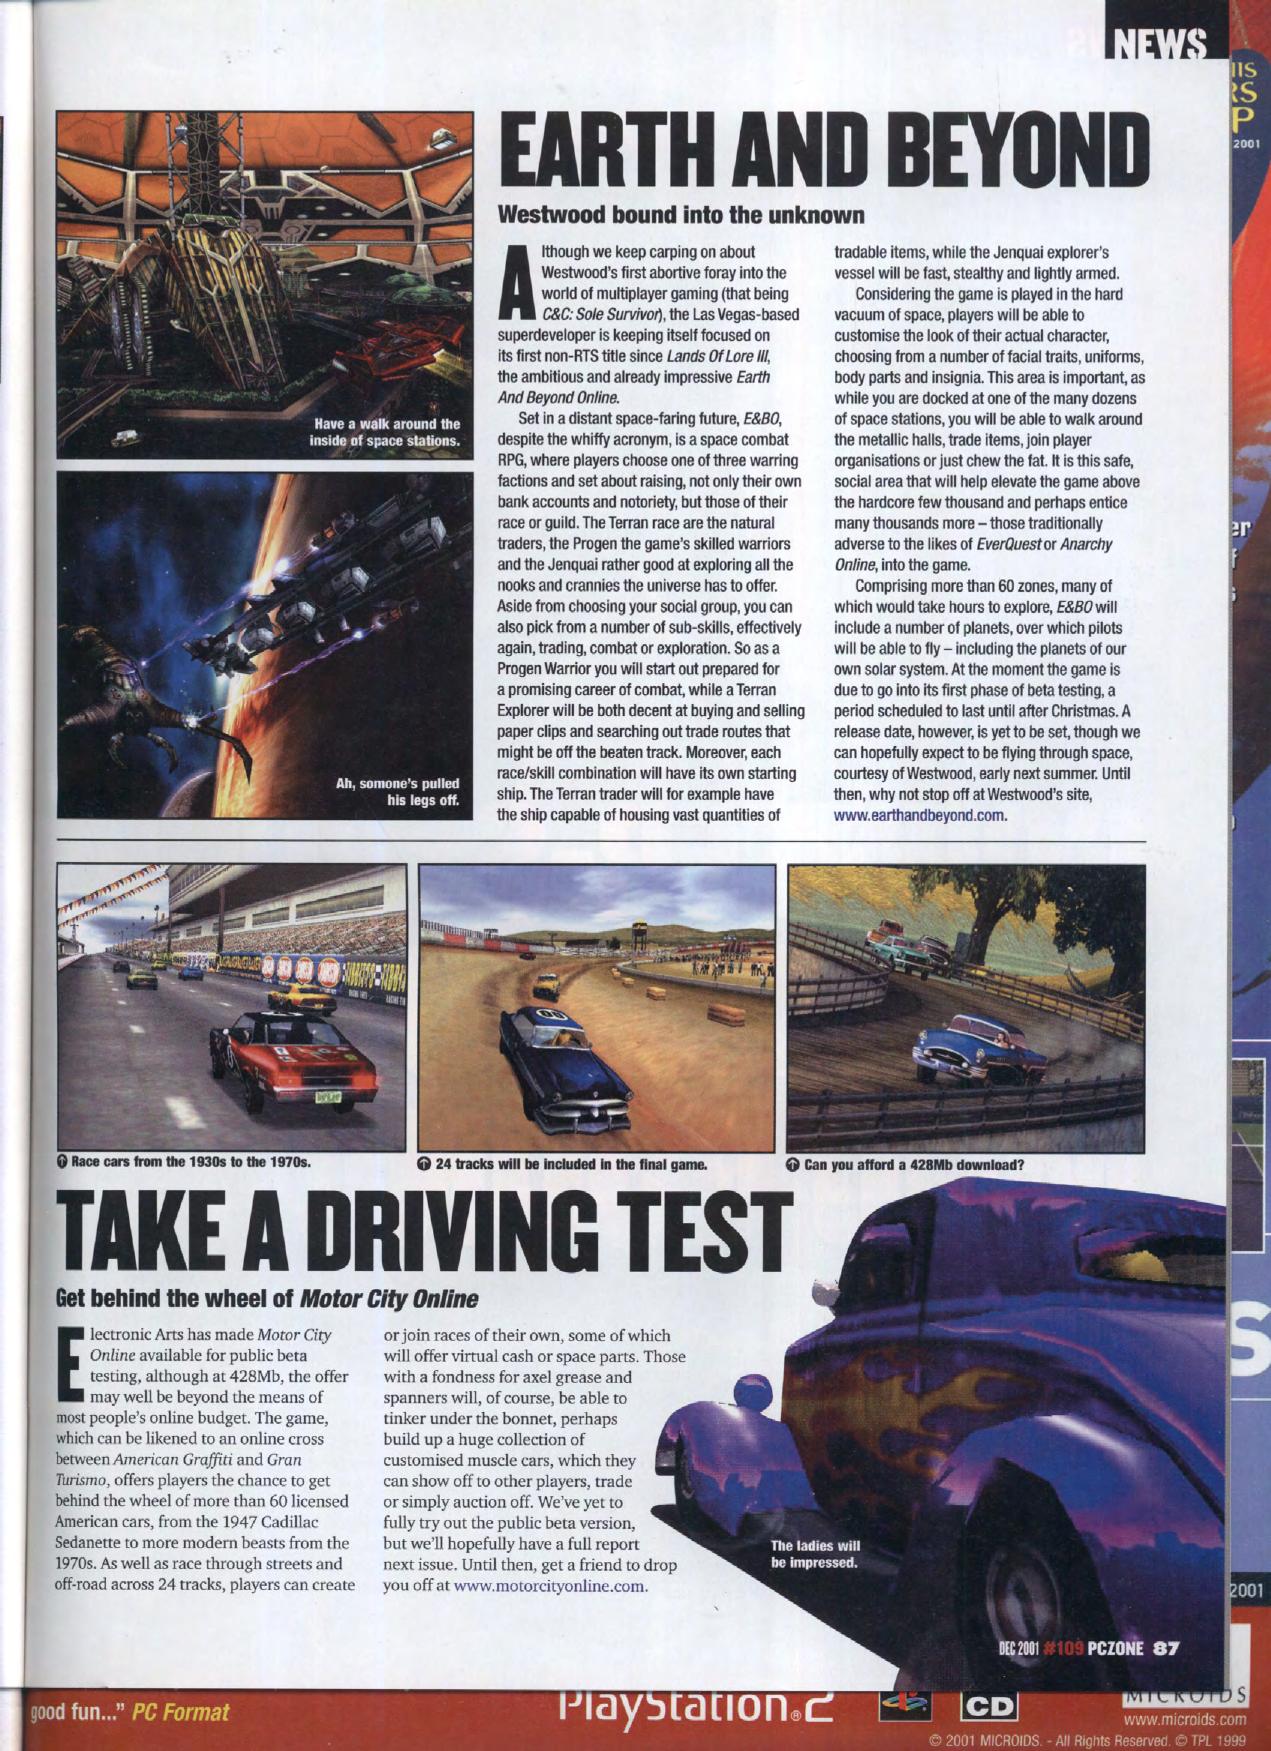 NEWS
EARTH AND BEYOND
Westwood bound into the unknown
Although we keep carping on about
Westwood's first abortive foray into the
world of multiplayer gaming (that being
C&C: Sole Survivor), the Las Vegas-based
superdeveloper is keeping itself focused on
its first non-RTS title since Lands Of Lore III,
the ambitious and already impressive Earth
And Beyond Online.
Set in a distant space-faring future, E&BO,
despite the whiffy acronym, is a space combat
RPG, where players choose one of three warring
factions and set about raising, not only their own
bank accounts and notoriety, but those of their
race or guild. The Terran race are the natural
traders, the Progen the game's skilled warriors
and the Jenquai rather good at exploring all the
nooks and crannies the universe has to offer.
Aside from choosing your social group, you can
also pick from a number of sub-skills, effectively
again, trading, combat or exploration. So as a
Progen Warrior you will start out prepared for
a promising career of combat, while a Terran
Explorer will be both decent at buying and selling
paper clips and searching out trade routes that
might be off the beaten track. Moreover, each
race/skill combination will have its own starting
ship. The Terran trader will for example have
the ship capable of housing vast quantities of
tradable items, while the Jenquai explorer's
vessel will be fast, stealthy and lightly armed.
Considering the game is played in the hard
vacuum of space, players will be able to
customise the look of their actual character,
choosing from a number of facial traits, uniforms,
body parts and insignia. This area is important, as
while you are docked at one of the many dozens
of space stations, you will be able to walk around
the metallic halls, trade items, join player
organisations or just chew the fat. It is this safe,
social area that will help elevate the game above
the hardcore few thousand and perhaps entice
many thousands more – those traditionally
adverse to the likes of EverQuest or Anarchy
Online, into the game.
Comprising more than 60 zones, many of
which would take hours to explore, E&BO will
include a number of planets, over which pilots
will be able to fly – including the planets of our
own solar system. At the moment the game is
due to go into its first phase of beta testing, a
period scheduled to last until after Christmas. A
release date, however, is yet to be set, though we
can hopefully expect to be flying through space,
courtesy of Westwood, early next summer. Until
then, why not stop off at Westwood's site,
www.earthandbeyond.com.
Have a walk around the
inside of space stations.
Ah, somone's pulled
his legs off.
Race cars from the 1930s to the 1970s.
24 tracks will be included in the final game.
Can you afford a 428Mb download?
TAKE A DRIVING TEST
Get behind the wheel of Motor City Online
Electronic Arts has made Motor City
Online available for public beta
testing, although at 428Mb, the offer
may well be beyond the means of
most people's online budget. The game,
which can be likened to an online cross
between American Graffiti and Gran
Turismo, offers players the chance to get
behind the wheel of more than 60 licensed
American cars, from the 1947 Cadillac
Sedanette to more modern beasts from the
1970s. As well as race through streets and
off-road across 24 tracks, players can create
or join races of their own, some of which
will offer virtual cash or space parts. Those
with a fondness for axel grease and
spanners will, of course, be able to
tinker under the bonnet, perhaps
build up a huge collection of
customised muscle cars, which they
can show off to other players, trade
or simply auction off. We've yet to
fully try out the public beta version,
but we'll hopefully have a full report
next issue. Until then, get a friend to drop
you off at www.motorcityonline.com.
The ladies will
be impressed.
DEC 2001 #109 PCZONE 87
2001
2001
good fun..." PC Format
PlayStation®2
CD
MICROIDS
www.microids.com
© 2001 MICROIDS. - All Rights Reserved. © TPL 1999